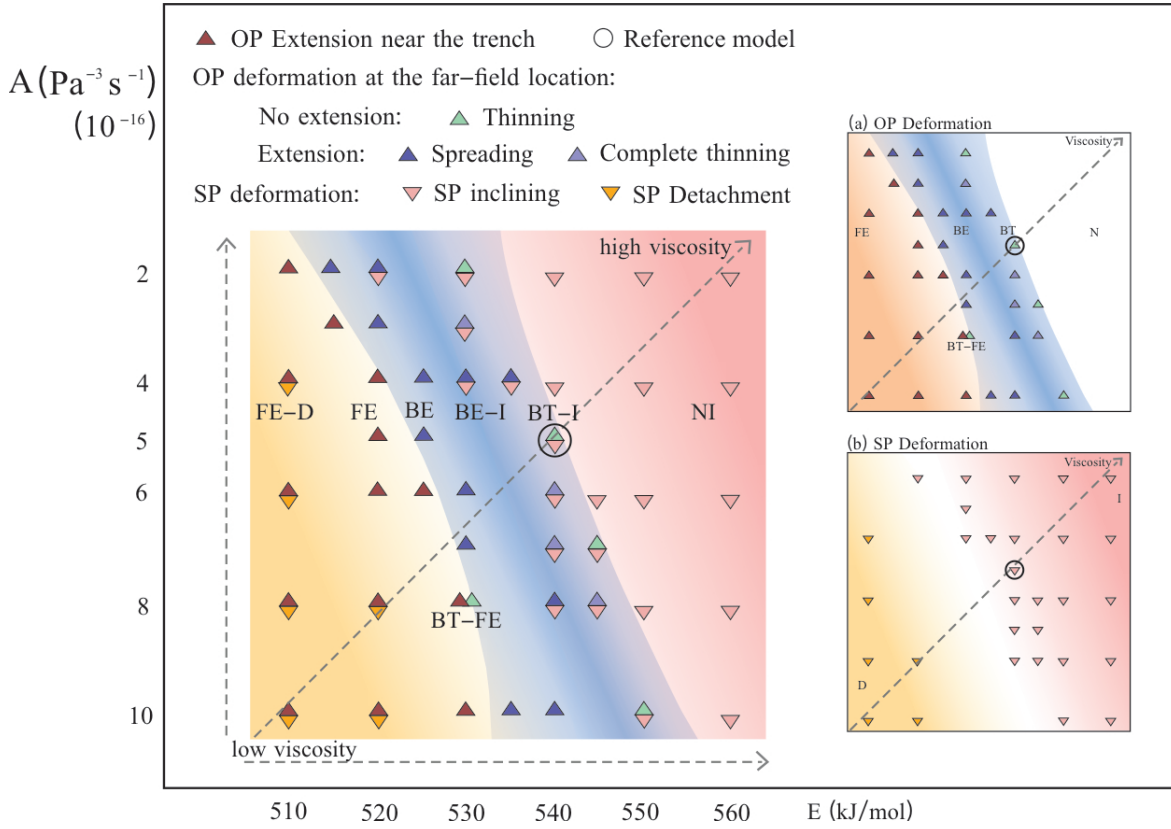 A (Pa⁻³ s⁻¹)
(10⁻¹⁶)
OP Extension near the trench Reference model
OP deformation at the far−field location:
No extension: Thinning
Extension: Spreading Complete thinning
SP deformation: SP inclining SP Detachment
high viscosity
2
4
FE−D FE BE BE−I BT−I NI
5
6
8
BT−FE
10
low viscosity
510 520 530 540 550 560 E (kJ/mol)
(a) OP Deformation
Viscosity
FE BE BT N
BT−FE
(b) SP Deformation
Viscosity
I
D